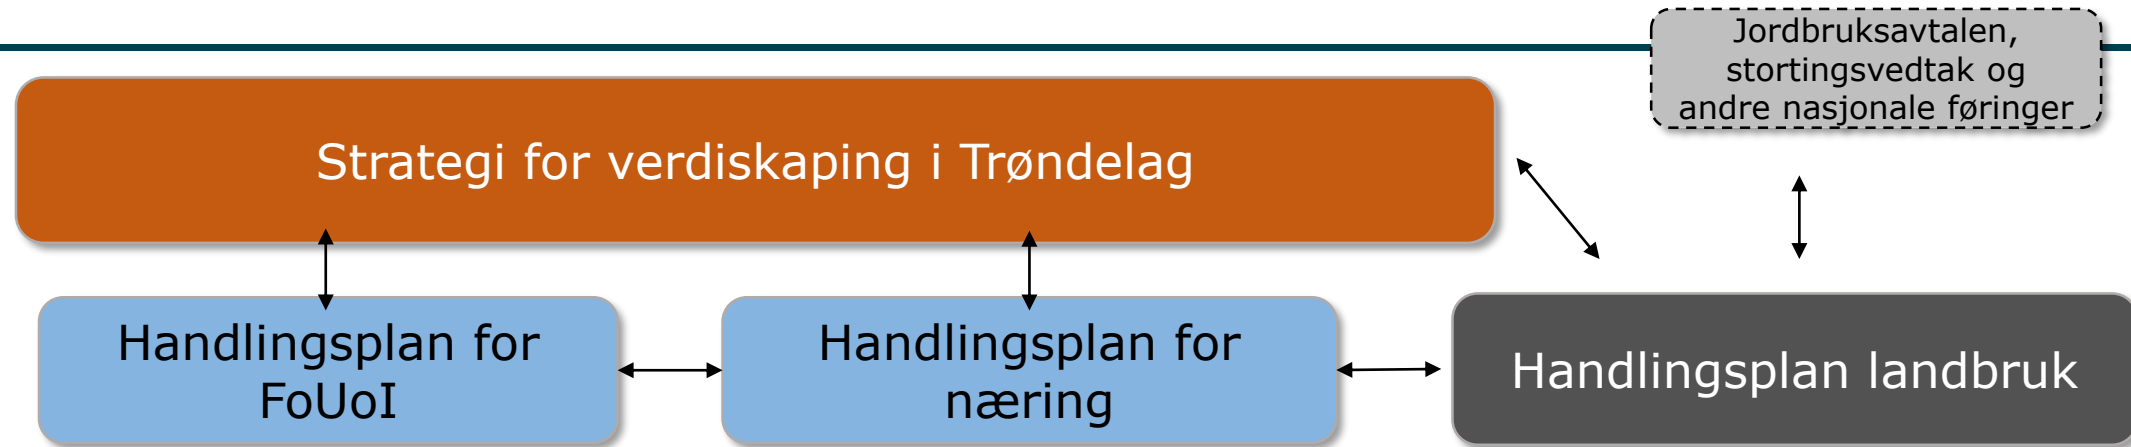 Jordbruksavtalen,
stortingsvedtak og
andre nasjonale føringer
Strategi for verdiskaping i Trøndelag
Handlingsplan for
FoUoI
Handlingsplan for
næring
Handlingsplan landbruk